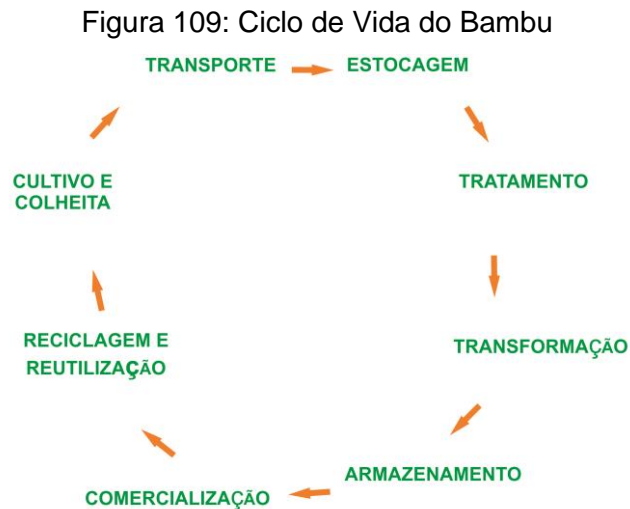 Figura 109: Ciclo de Vida do Bambu
TRANSPORTE
ESTOCAGEM
TRATAMENTO
TRANSFORMAÇÃO
ARMAZENAMENTO
COMERCIALIZAÇÃO
RECICLAGEM E
REUTILIZAÇÃO
CULTIVO E
COLHEITA